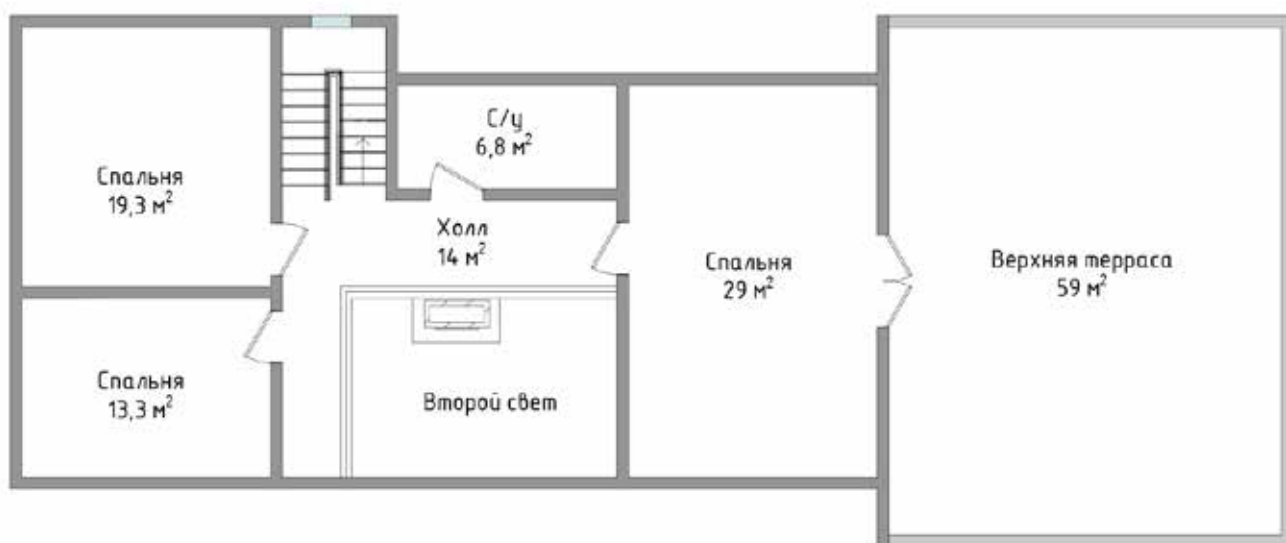 Спальня
19,3 м²
С/у
6,8 м²
Холл
14 м²
Спальня
29 м²
Верхняя терраса
59 м²
Спальня
13,3 м²
Второй свет